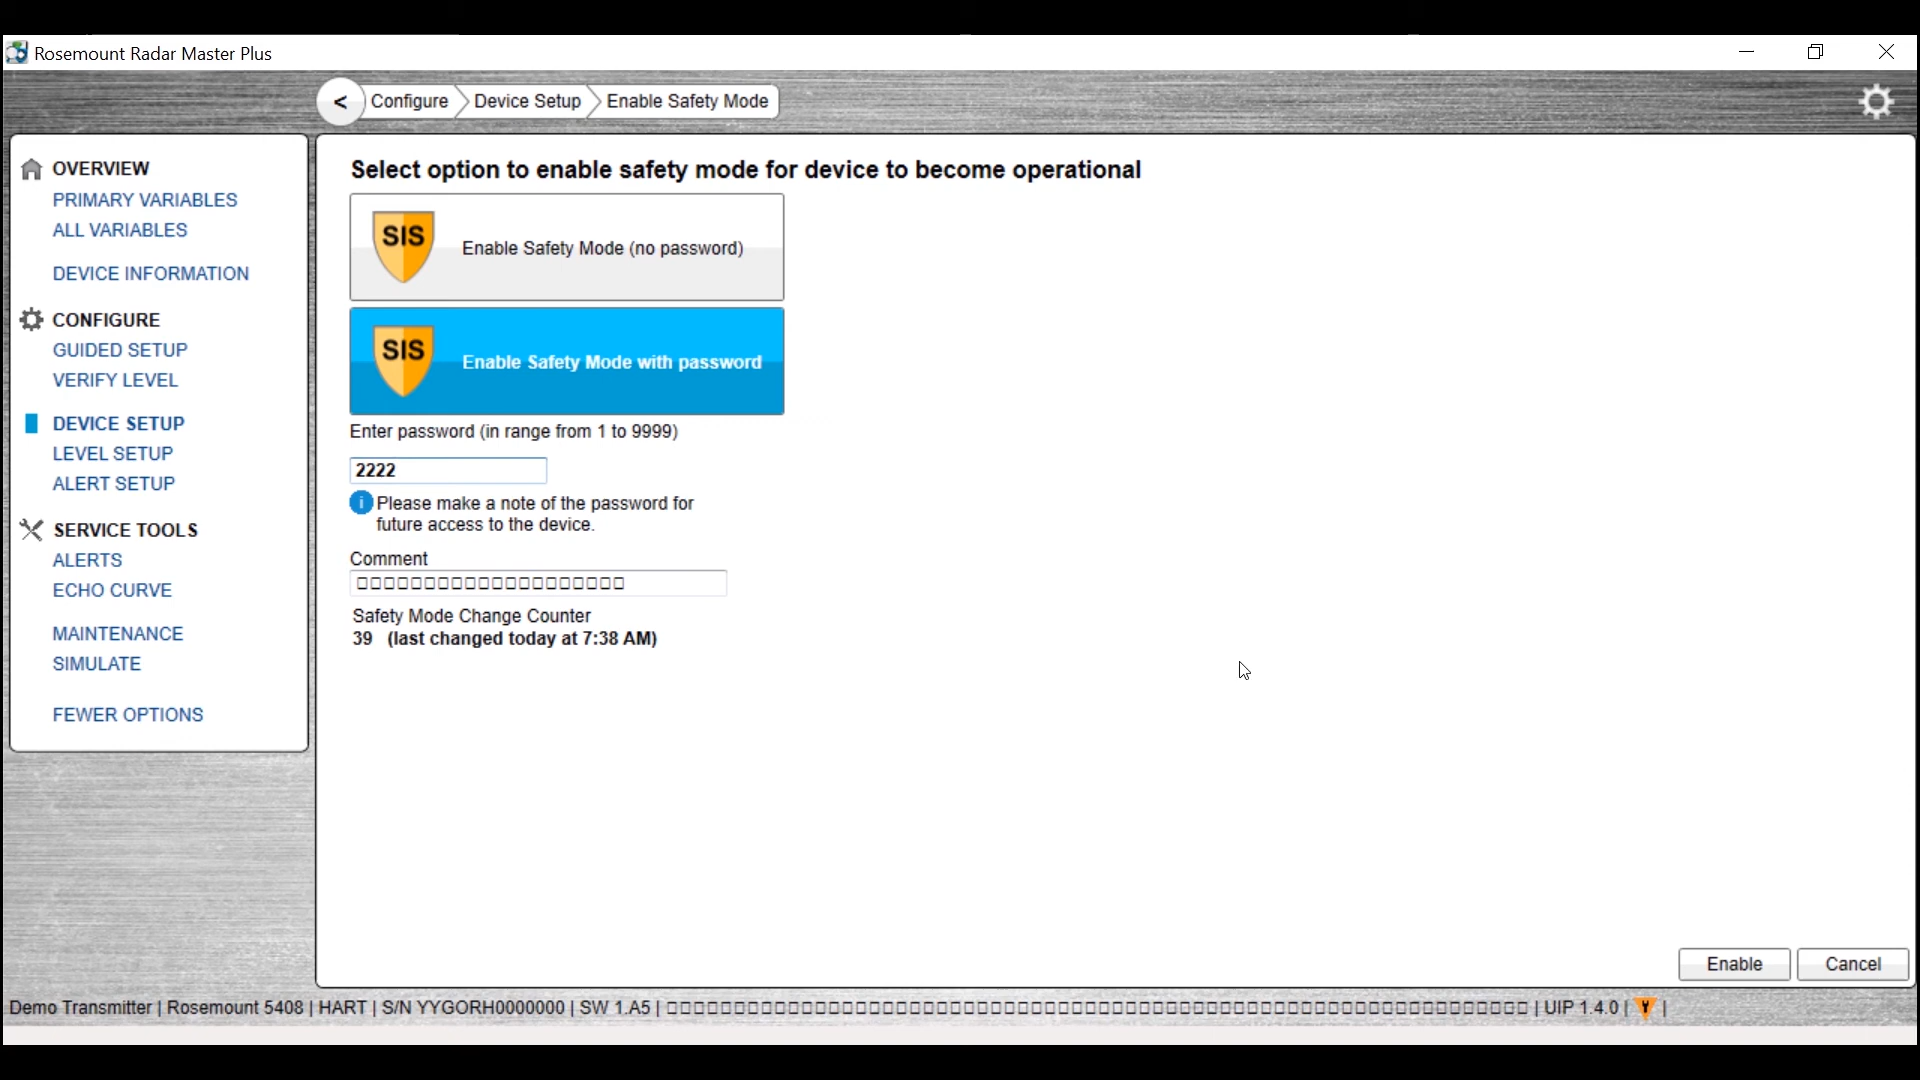 Rosemount Radar Master Plus
< Configure Device Setup Enable Safety Mode
OVERVIEW
PRIMARY VARIABLES
ALL VARIABLES
DEVICE INFORMATION
CONFIGURE
GUIDED SETUP
VERIFY LEVEL
DEVICE SETUP
LEVEL SETUP
ALERT SETUP
SERVICE TOOLS
ALERTS
ECHO CURVE
MAINTENANCE
SIMULATE
FEWER OPTIONS
Select option to enable safety mode for device to become operational
SIS Enable Safety Mode (no password)
SIS Enable Safety Mode with password
Enter password (in range from 1 to 9999)
2222
Please make a note of the password for
future access to the device.
Comment
□□□□□□□□□□□□□□□□□□□□
Safety Mode Change Counter
39 (last changed today at 7:38 AM)
Enable Cancel
Demo Transmitter | Rosemount 5408 | HART | S/N YYGORH0000000 | SW 1.A5 | | UIP 1.4.0 | |